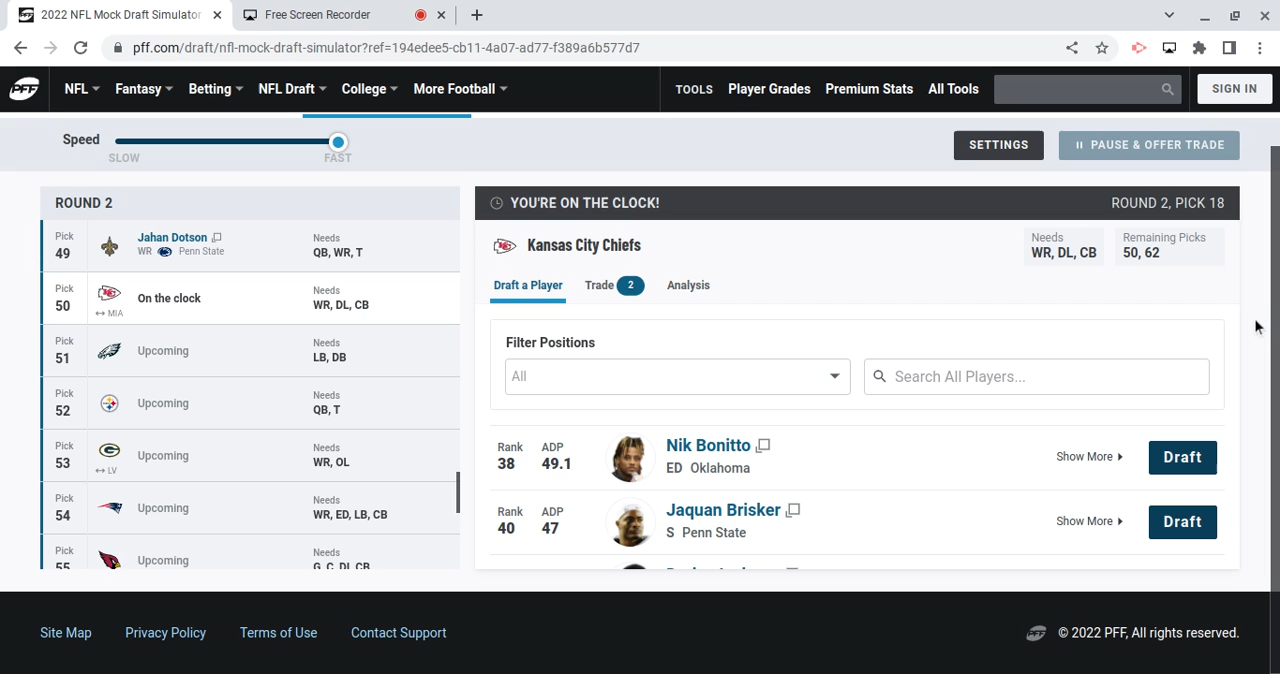 2022 NFL Mock Draft Simulator
Free Screen Recorder
pff.com/draft/nfl-mock-draft-simulator?ref=194edee5-cb11-4a07-ad77-f389a6b577d7
PFF
NFL
Fantasy
Betting
NFL Draft
College
More Football
TOOLS
Player Grades
Premium Stats
All Tools
SIGN IN
Speed
SLOW
FAST
SETTINGS
PAUSE & OFFER TRADE
ROUND 2
Pick
49
Jahan Dotson
WR Penn State
Needs
QB, WR, T
Pick
50
↔ MIA
On the clock
Needs
WR, DL, CB
Pick
51
Upcoming
Needs
LB, DB
Pick
52
Upcoming
Needs
QB, T
Pick
53
↔ LV
Upcoming
Needs
WR, OL
Pick
54
Upcoming
Needs
WR, ED, LB, CB
Pick
55
Upcoming
Needs
G, C, DI, CB
YOU'RE ON THE CLOCK!
ROUND 2, PICK 18
Kansas City Chiefs
Needs
WR, DL, CB
Remaining Picks
50, 62
Draft a Player
Trade 2
Analysis
Filter Positions
All
Search All Players...
Rank
38
ADP
49.1
Nik Bonitto
ED Oklahoma
Show More
Draft
Rank
40
ADP
47
Jaquan Brisker
S Penn State
Show More
Draft
Site Map
Privacy Policy
Terms of Use
Contact Support
PFF
© 2022 PFF, All rights reserved.